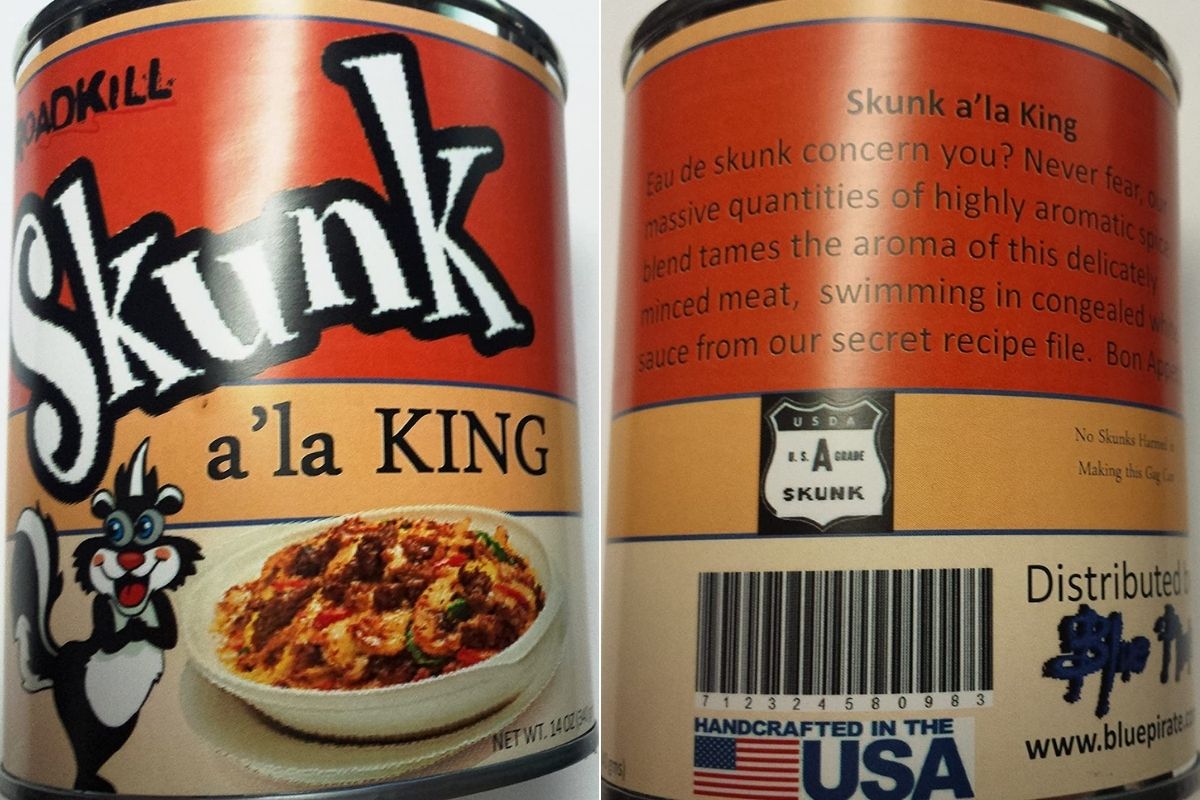 ROADKILL
Skunk
a'la KING
NET WT. 14 OZ
Skunk a'la King
Eau de skunk concern you? Never fear,
massive quantities of highly aromatic spice
blend tames the aroma of this delicately
minced meat, swimming in congealed
sauce from our secret recipe file. Bon
USDA
U.S. A GRADE
SKUNK
No Skunks Harmed
Making this Gag Can
7 1 2 3 2 4 5 8 0 9 8 3
HANDCRAFTED IN THE
USA
Distributed
Blue
www.bluepirate.